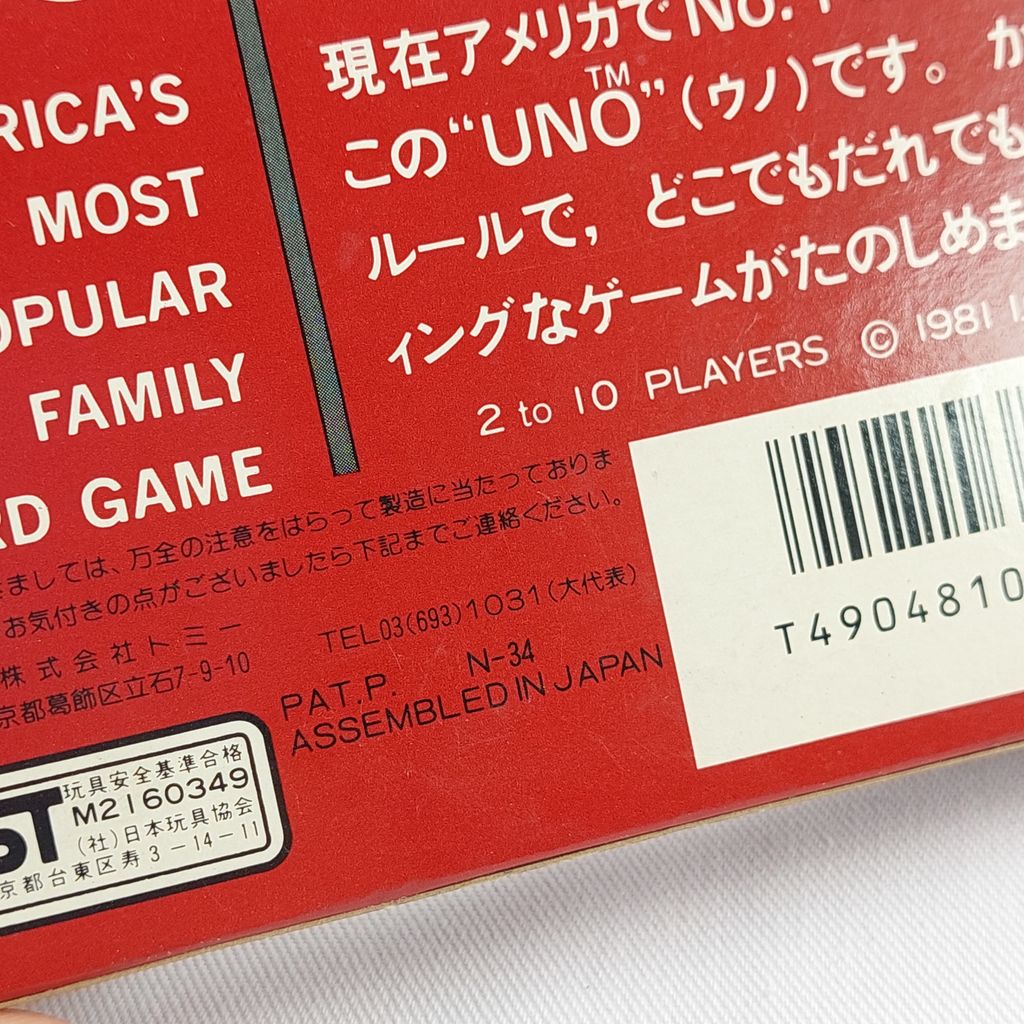 RICA'S
MOST
OPULAR
FAMILY
RD GAME
現在アメリカでNo.
この“UNO™”(ウノ)です。か
ルールで,どこでもだれでも
ィングなゲームがたのしめま
2 to 10 PLAYERS © 1981
ましては、万全の注意をはらって製造に当たっておりま
お気付きの点がございましたら下記までご連絡ください。
株式会社トミー
京都葛飾区立石7-9-10
TEL03(693)1031(大代表)
N-34
PAT.P.
ASSEMBLED IN JAPAN
T4904810
ST
玩具安全基準合格
M2160349
(社)日本玩具協会
京都台東区寿3-14-11